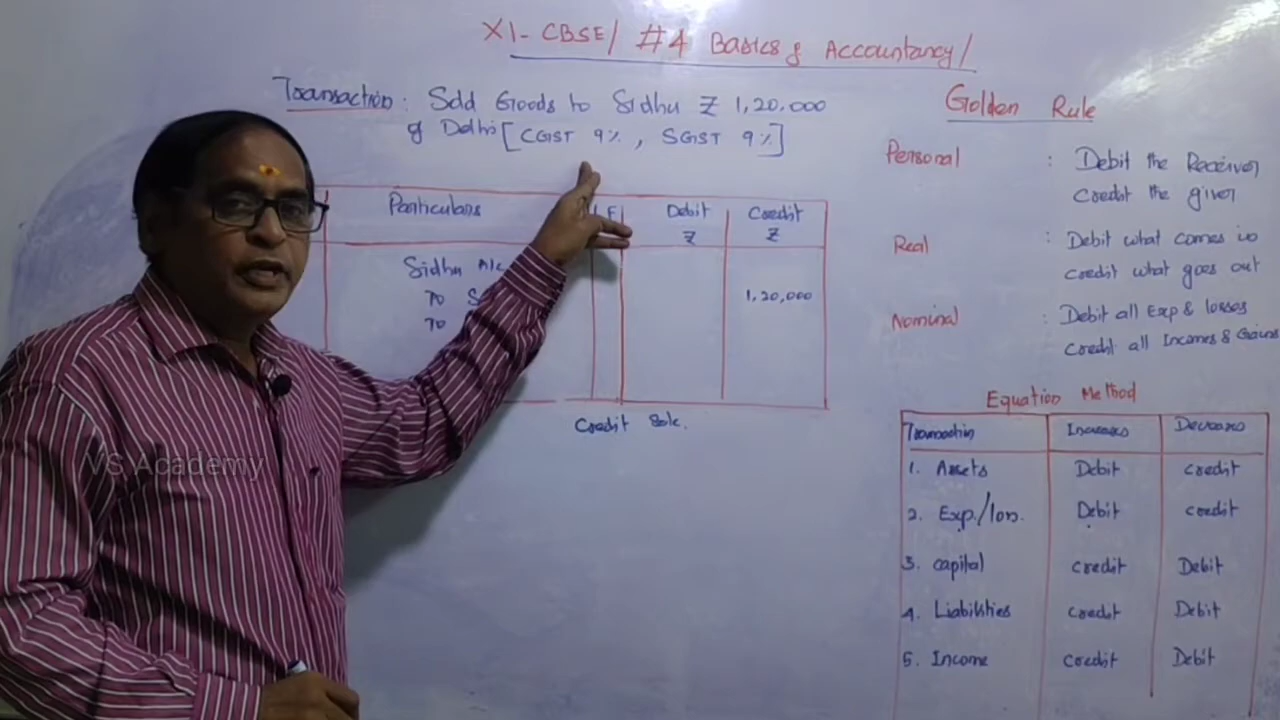 XI- CBSE/ #4 Basics of Accountancy/
Transaction : Sold Goods to Sidhu ₹ 1,20,000
of Delhi [CGST 9%, SGST 9%]
Particulars
Debit
₹
Credit
₹
Sidhu A/c
To S
1,20,000
To
Credit Sale.
Golden Rule
Personal : Debit the Receiver
Credit the giver
Real : Debit what comes in
Credit what goes out
Nominal : Debit all Exp & losses
Credit all Incomes & Gains
Equation Method
Transaction Increases Decreases
1. Assets Debit Credit
2. Exp./loss. Debit Credit
3. Capital Credit Debit
4. Liabilities Credit Debit
5. Income Credit Debit
VS Academy